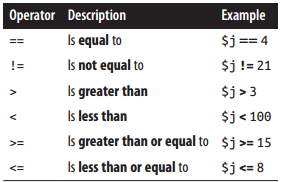 Operator Description Example
== Is equal to $j == 4
!= Is not equal to $j != 21
> Is greater than $j > 3
< Is less than $j < 100
>= Is greater than or equal to $j >= 15
<= Is less than or equal to $j <= 8